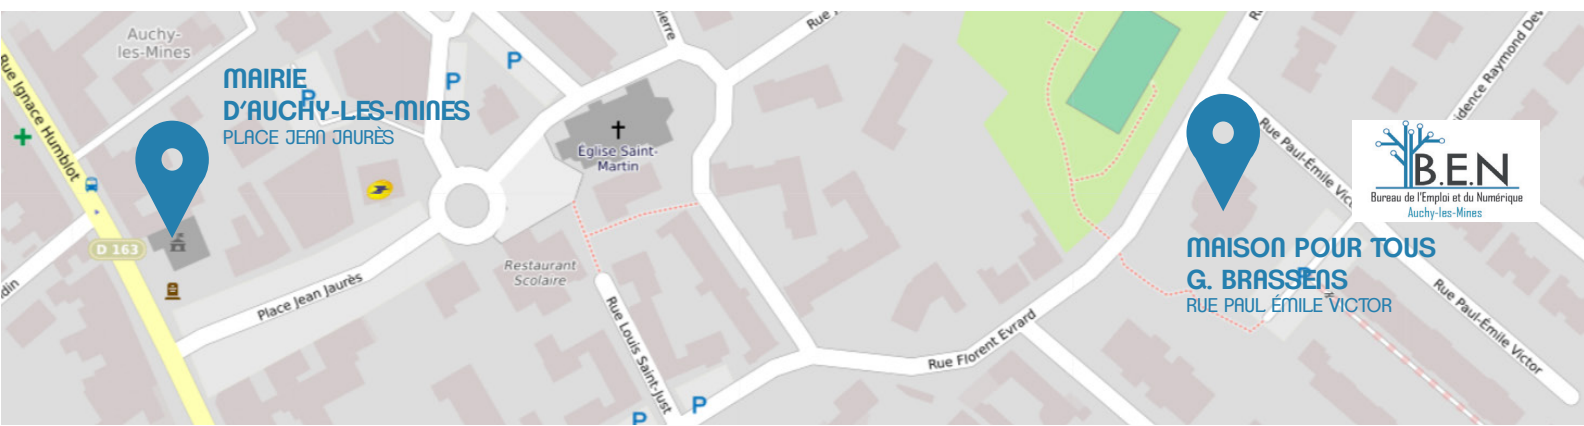 Auchy-
les-Mines
MAIRIE
D'AUCHY-LES-MINES
PLACE JEAN JAURÈS
P
P
P
Rue Ignace Humblot
D 163
Place Jean Jaurès
Église Saint-
Martin
Restaurant
Scolaire
Rue Louis Saint-Just
P
P
Rue Florent Evrard
Rue Paul-Émile Victor
B.E.N
Bureau de l'Emploi et du Numérique
Auchy-les-Mines
MAISON POUR TOUS
G. BRASSENS
RUE PAUL ÉMILE VICTOR
P
Rue Paul-Émile Victor